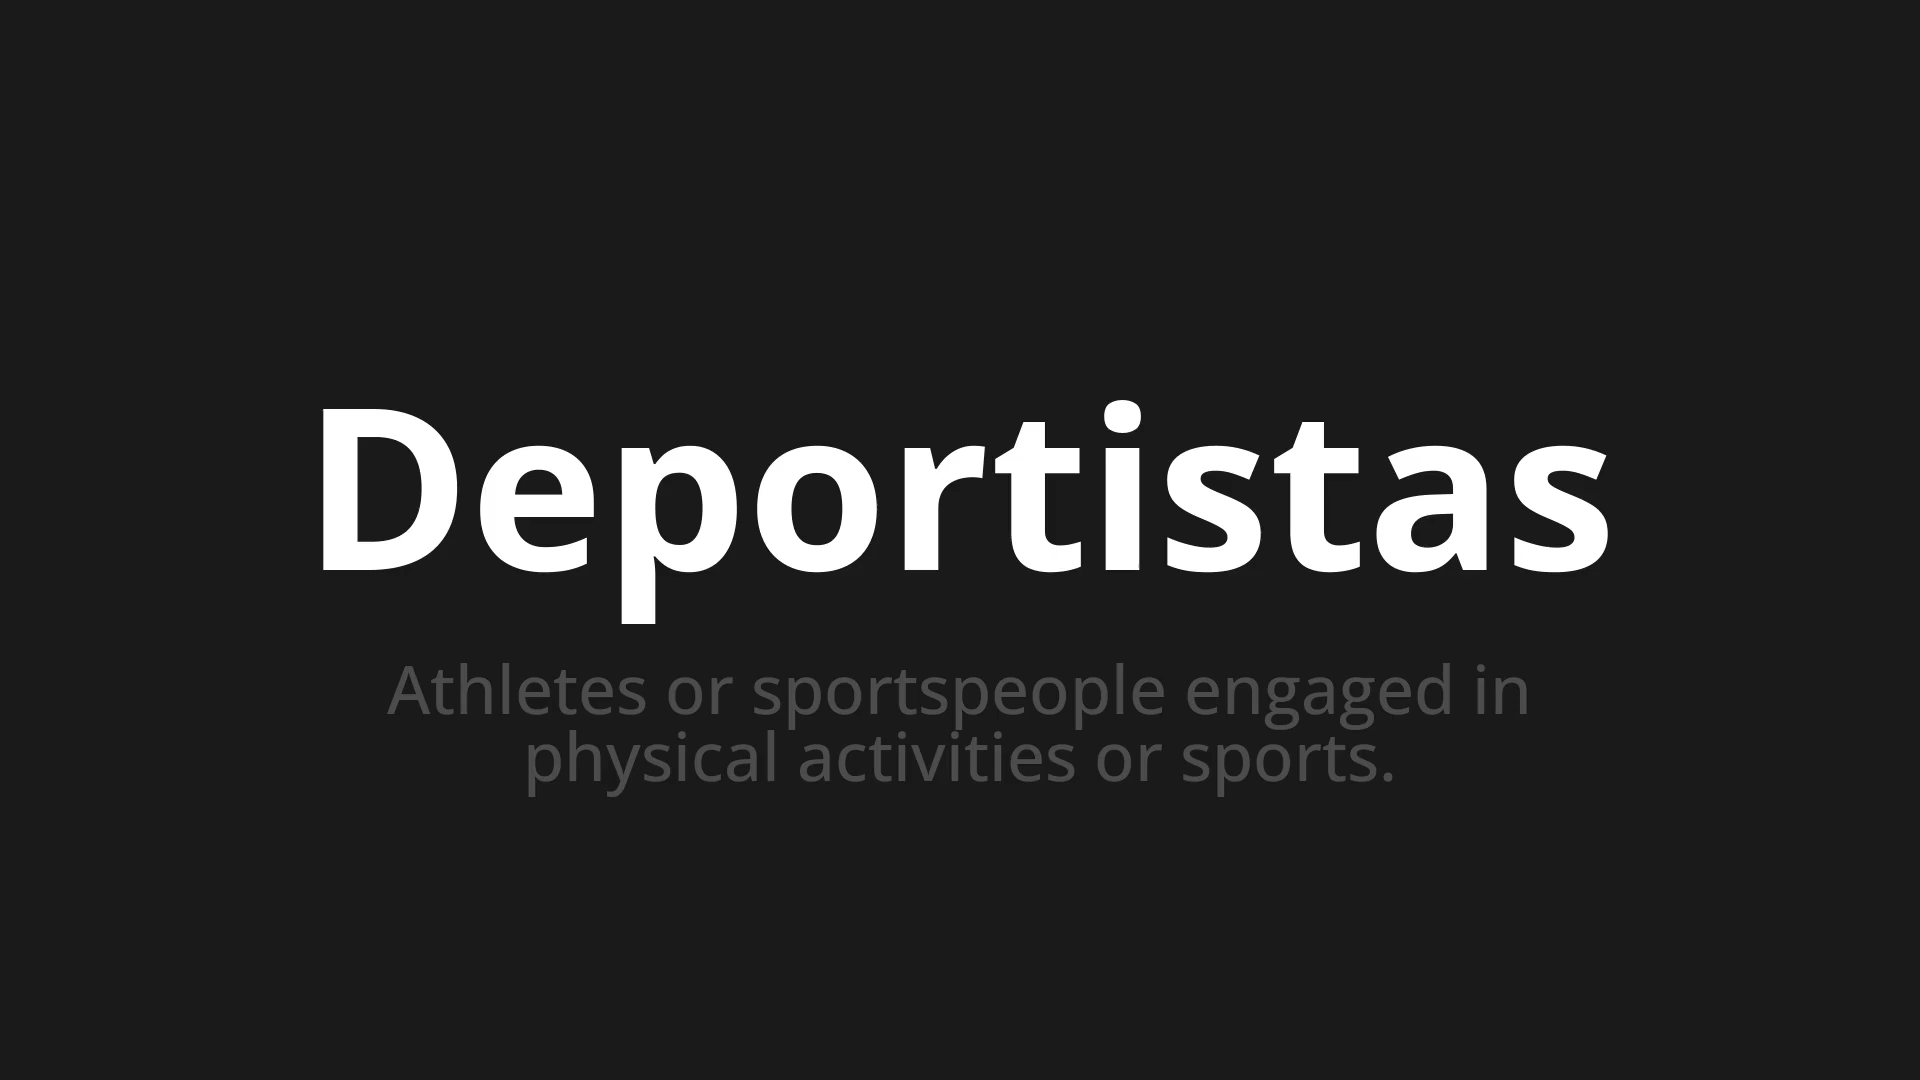 Deportistas
Athletes or sportspeople engaged in
physical activities or sports.